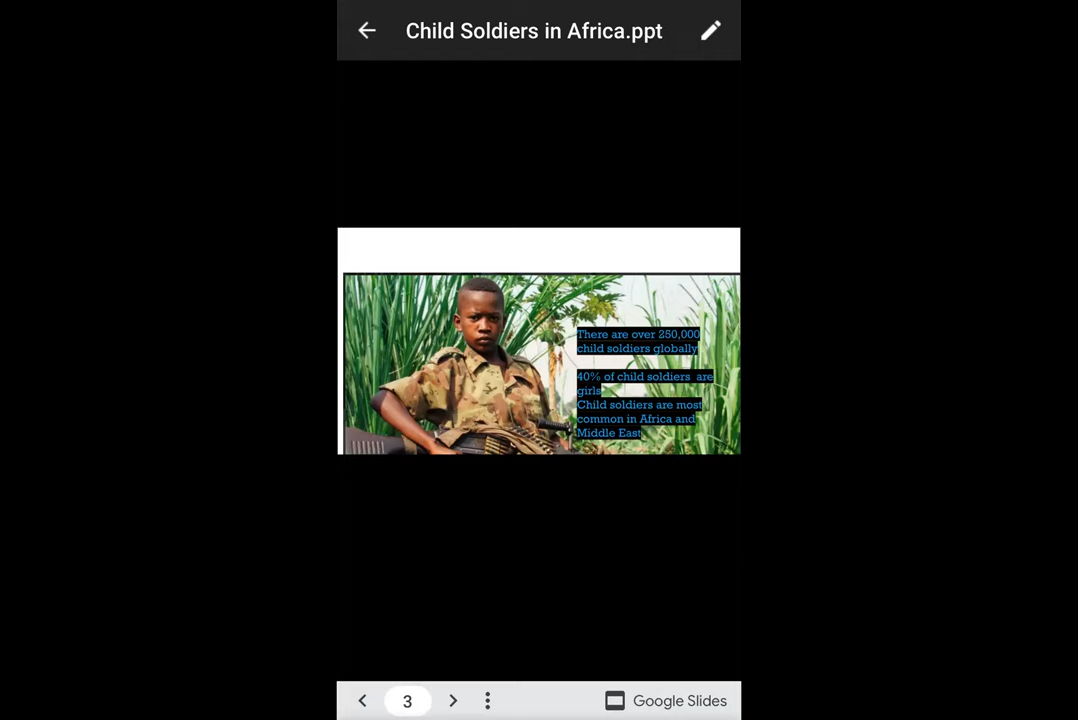 Child Soldiers in Africa.ppt
There are over 250,000
child soldiers globally
40% of child soldiers are
girls
Child soldiers are most
common in Africa and
Middle East
3
Google Slides